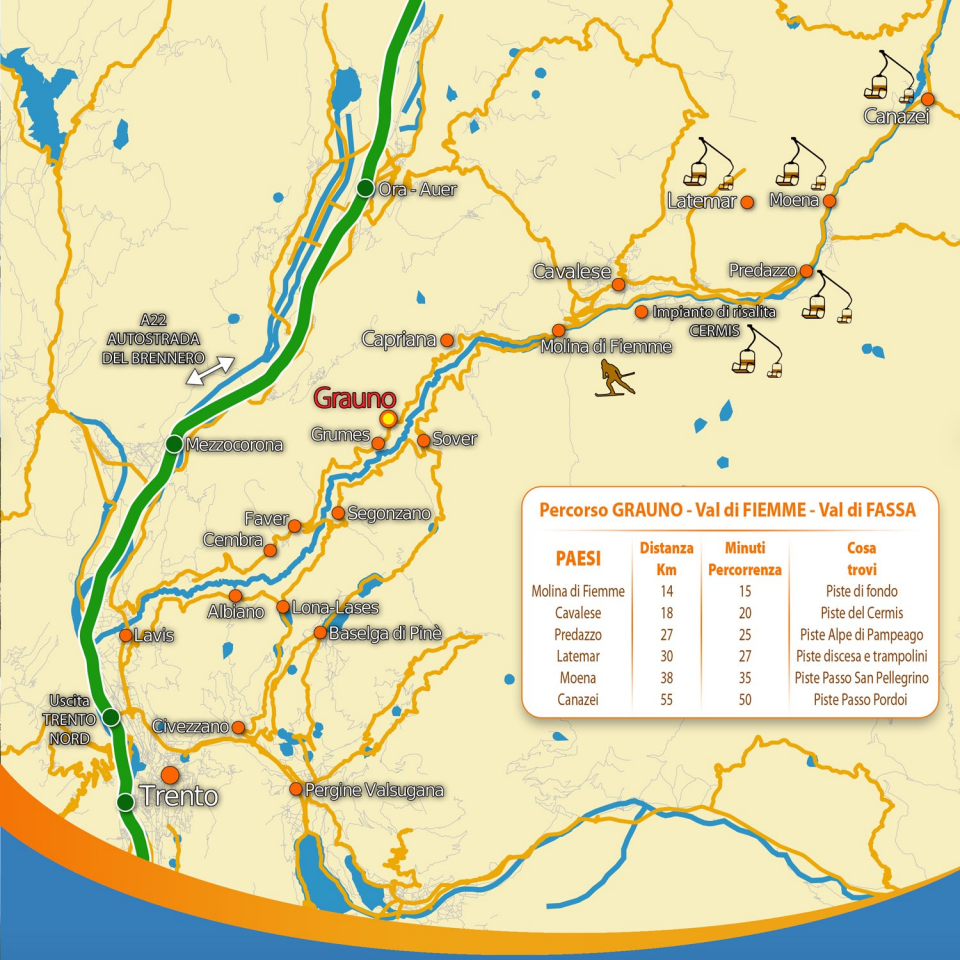 Canazei
Ora - Auer
Latemar
Moena
Cavalese
Predazzo
Impianto di risalita
CERMIS
A22
AUTOSTRADA
DEL BRENNERO
Capriana
Molina di Fiemme
Grauno
Grumes
Sover
Mezzocorona
Faver
Segonzano
Cembra
Albiano
Lona-Lases
Lavis
Baselga di Pinè
Uscita
TRENTO
NORD
Civezzano
Trento
Pergine Valsugana
Percorso GRAUNO - Val di FIEMME - Val di FASSA
PAESI Distanza Km Minuti Percorrenza Cosa trovi
Molina di Fiemme 14 15 Piste di fondo
Cavalese 18 20 Piste del Cermis
Predazzo 27 25 Piste Alpe di Pampeago
Latemar 30 27 Piste discesa e trampolini
Moena 38 35 Piste Passo San Pellegrino
Canazei 55 50 Piste Passo Pordoi